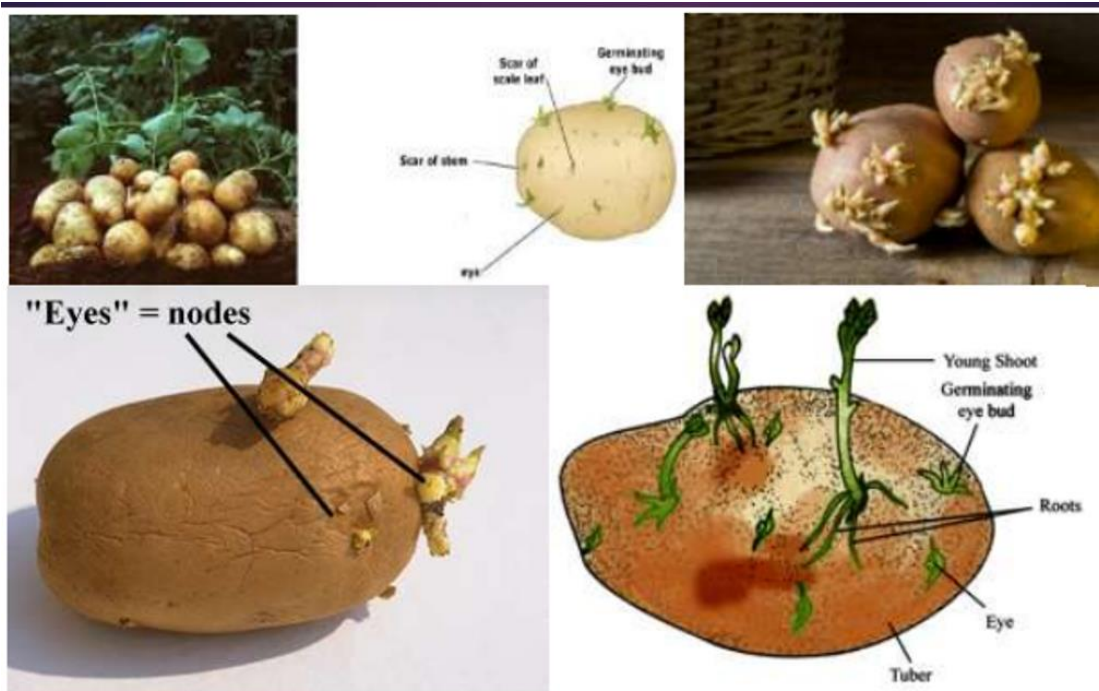 Scar of
scale leaf
Germinating
eye bud
Scar of stem
eye
"Eyes" = nodes
Young Shoot
Germinating
eye bud
Roots
Eye
Tuber